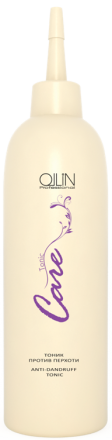 OLLIN
Professional
Tonic
Care
ТОНИК
ПРОТИВ ПЕРХОТИ
ANTI-DANDRUFF
TONIC